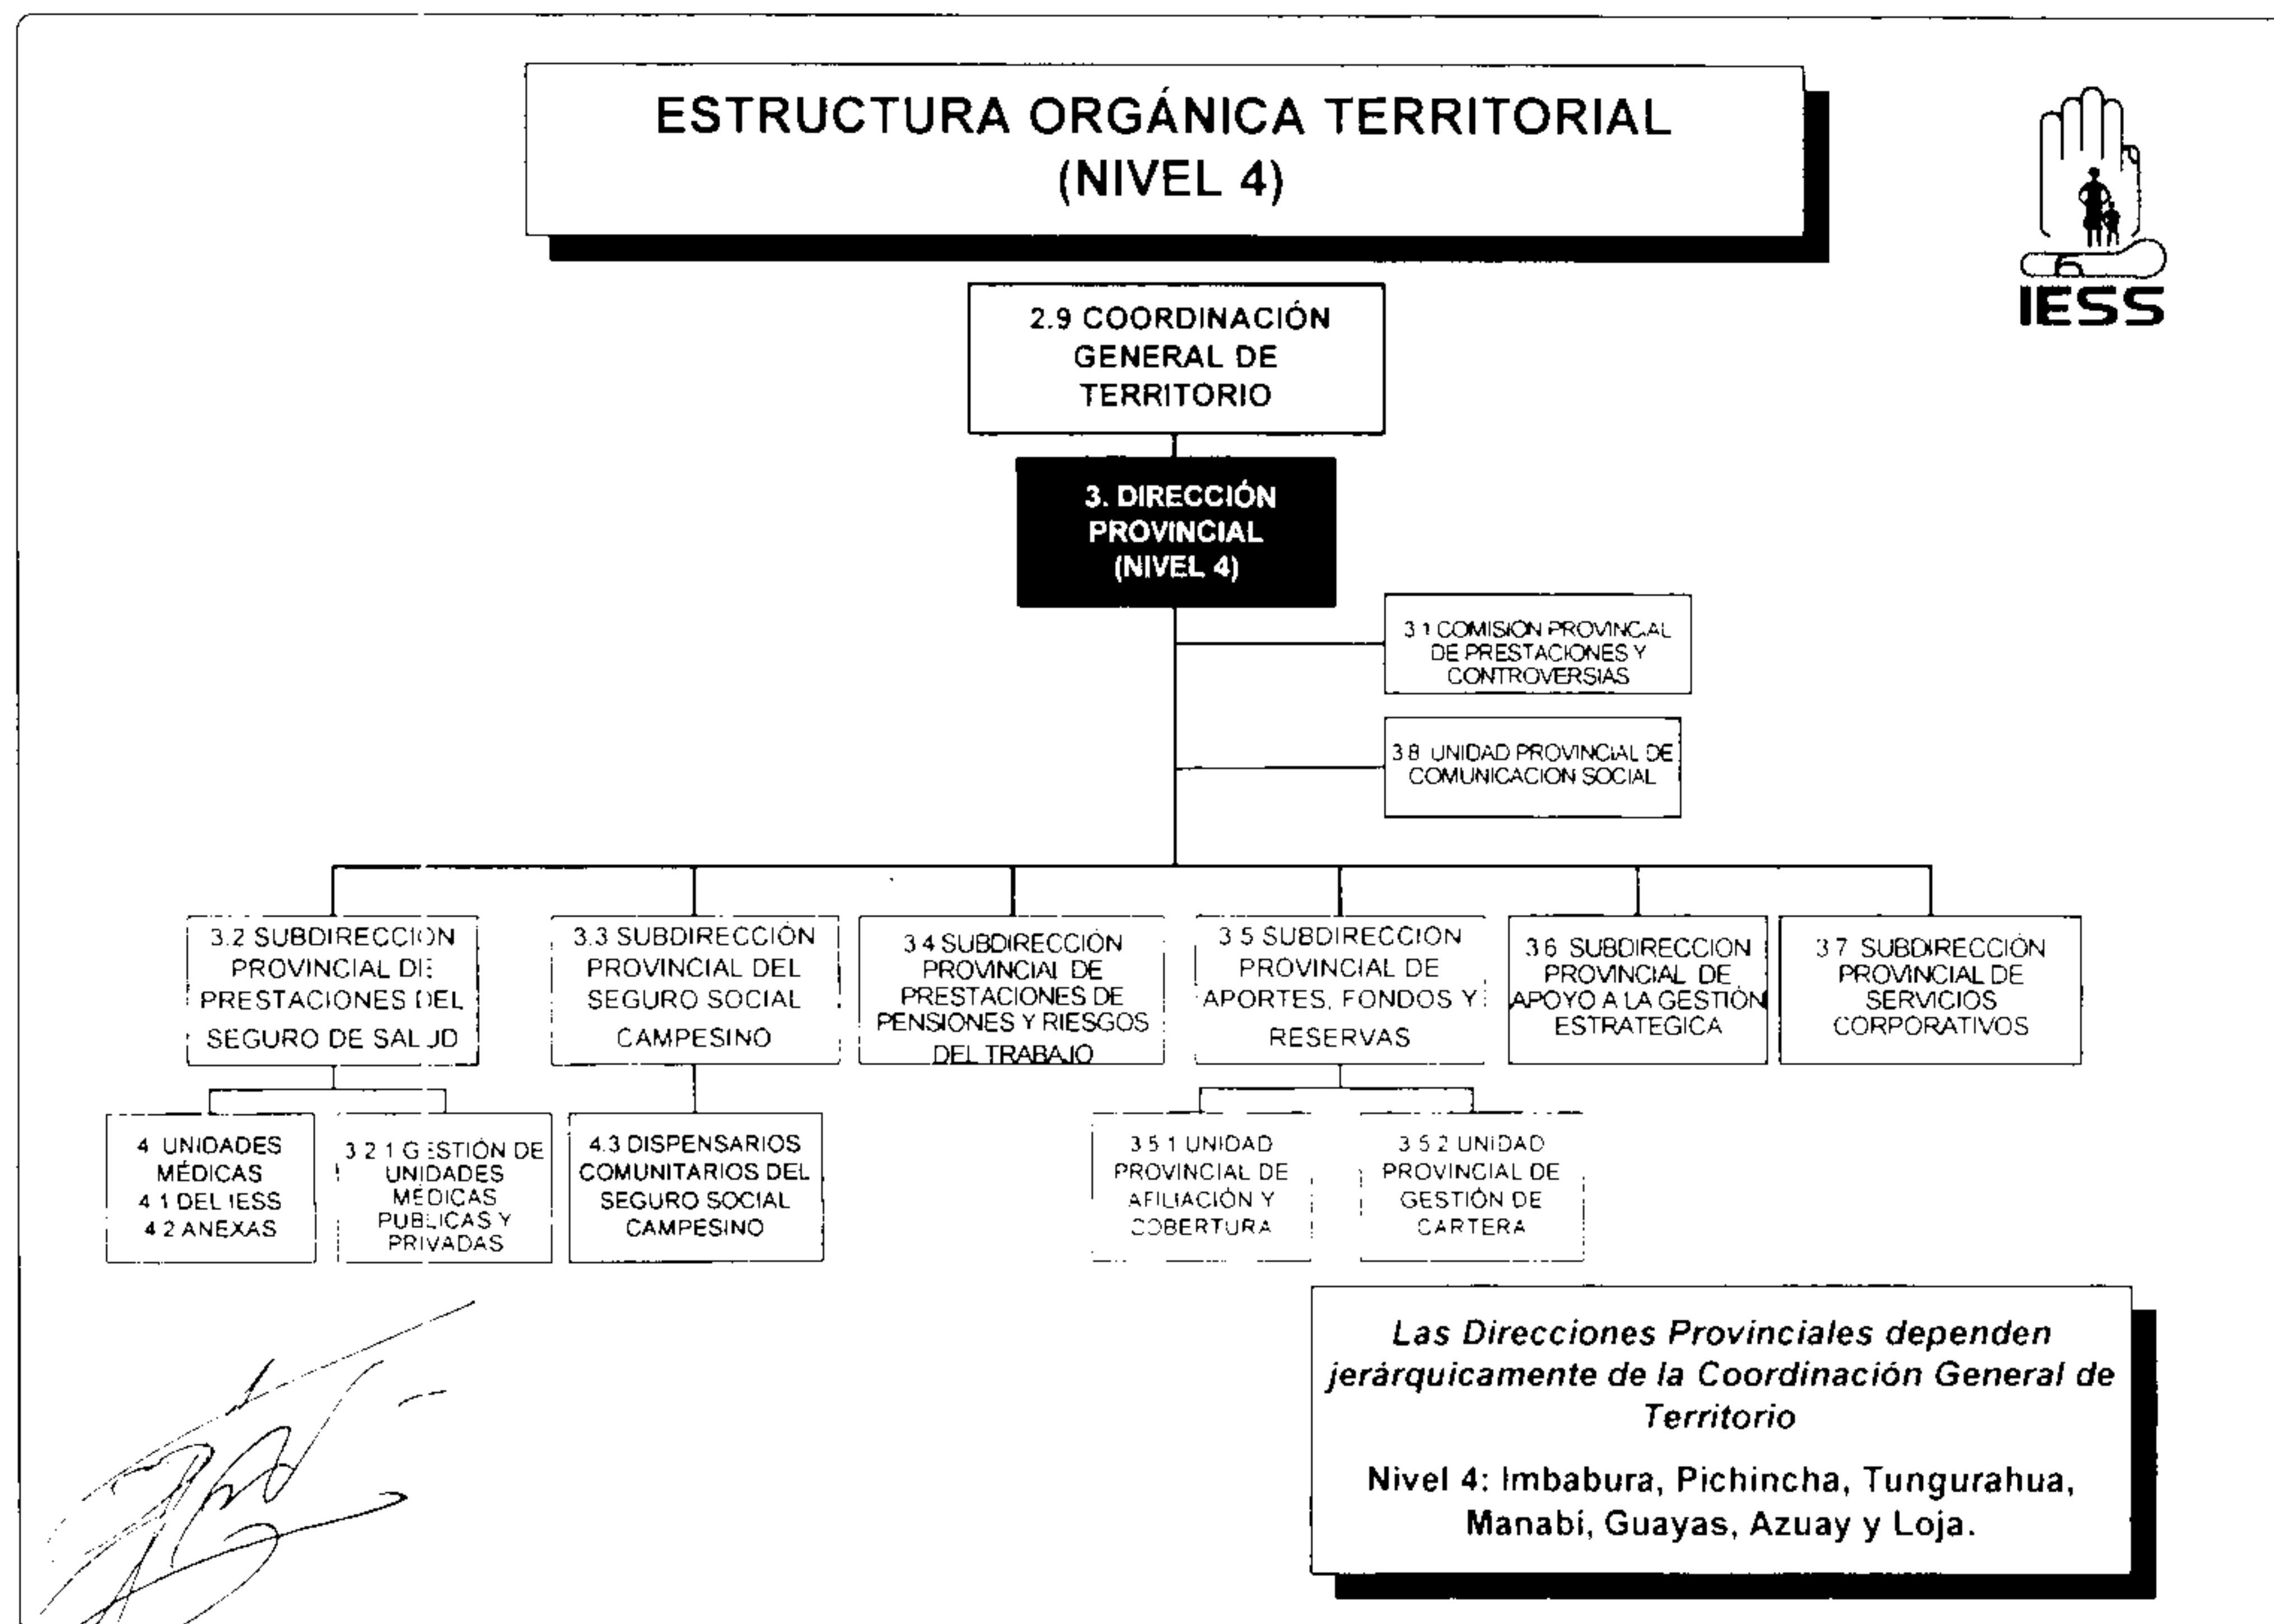 ESTRUCTURA ORGÁNICA TERRITORIAL
(NIVEL 4)
IESS
2.9 COORDINACIÓN
GENERAL DE
TERRITORIO
3. DIRECCIÓN
PROVINCIAL
(NIVEL 4)
3 1 COMISION PROVINCIAL
DE PRESTACIONES Y
CONTROVERSIAS
3 8 UNIDAD PROVINCIAL DE
COMUNICACION SOCIAL
3.2 SUBDIRECCIÓN
PROVINCIAL DE
PRESTACIONES DEL
SEGURO DE SALUD
3.3 SUBDIRECCIÓN
PROVINCIAL DEL
SEGURO SOCIAL
CAMPESINO
3 4 SUBDIRECCIÓN
PROVINCIAL DE
PRESTACIONES DE
PENSIONES Y RIESGOS
DEL TRABAJO
3 5 SUBDIRECCION
PROVINCIAL DE
APORTES, FONDOS Y
RESERVAS
3 6 SUBDIRECCION
PROVINCIAL DE
APOYO A LA GESTIÓN
ESTRATEGICA
3 7 SUBDIRECCIÓN
PROVINCIAL DE
SERVICIOS
CORPORATIVOS
4 UNIDADES
MÉDICAS
4 1 DEL IESS
4 2 ANEXAS
3 2 1 GESTIÓN DE
UNIDADES
MÉDICAS
PUBLICAS Y
PRIVADAS
4.3 DISPENSARIOS
COMUNITARIOS DEL
SEGURO SOCIAL
CAMPESINO
3 5 1 UNIDAD
PROVINCIAL DE
AFILIACIÓN Y
COBERTURA
3 5 2 UNIDAD
PROVINCIAL DE
GESTIÓN DE
CARTERA
Las Direcciones Provinciales dependen
jerárquicamente de la Coordinación General de
Territorio
Nivel 4: Imbabura, Pichincha, Tungurahua,
Manabí, Guayas, Azuay y Loja.